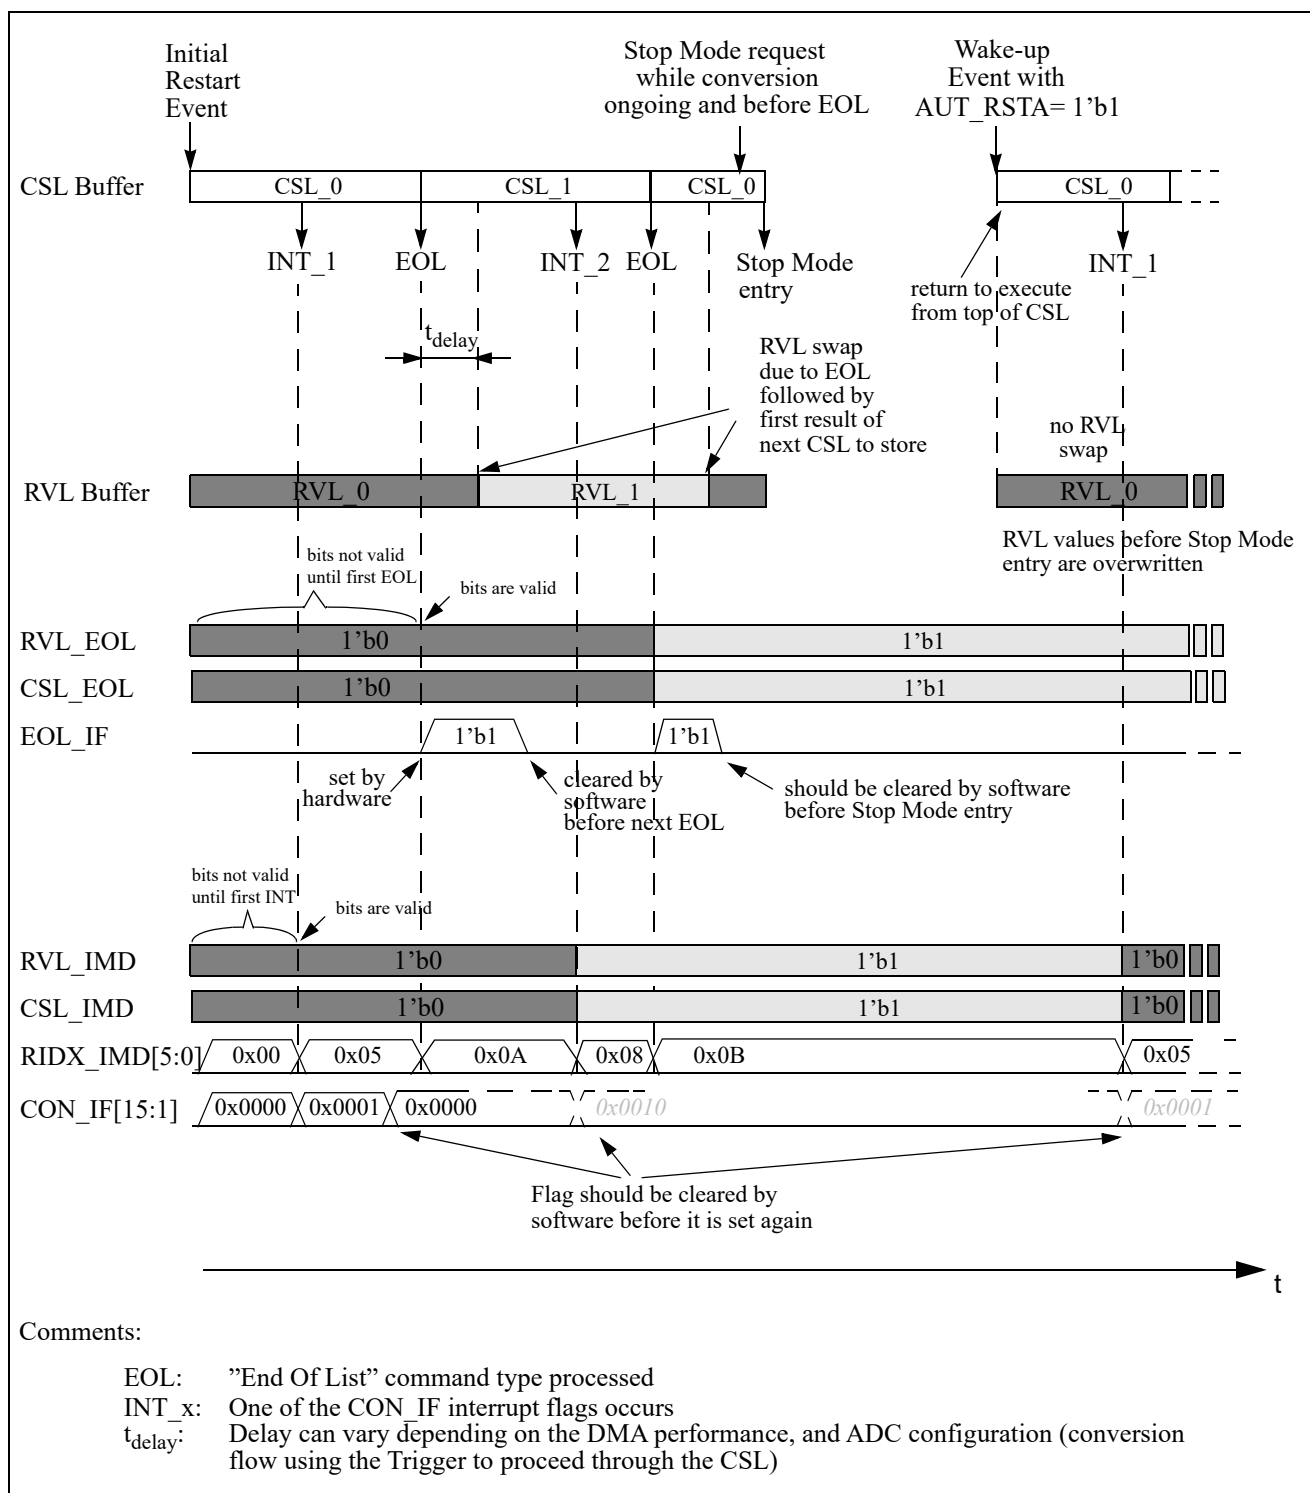 Initial
Restart
Event
Stop Mode request
while conversion
ongoing and before EOL
Wake-up
Event with
AUT_RSTA= 1’b1
CSL Buffer
CSL_0
CSL_1
CSL_0
CSL_0
INT_1
EOL
INT_2
EOL
Stop Mode
entry
INT_1
return to execute
from top of CSL
tdelay
RVL swap
due to EOL
followed by
first result of
next CSL to store
no RVL
swap
RVL Buffer
RVL_0
RVL_1
RVL_0
RVL values before Stop Mode
entry are overwritten
bits not valid
until first EOL
bits are valid
RVL_EOL
1’b0
1’b1
CSL_EOL
1’b0
1’b1
EOL_IF
1’b1
1’b1
set by
hardware
cleared by
software
before next EOL
should be cleared by software
before Stop Mode entry
bits not valid
until first INT
bits are valid
RVL_IMD
1’b0
1’b1
1’b0
CSL_IMD
1’b0
1’b1
1’b0
RIDX_IMD[5:0]
0x00
0x05
0x0A
0x08
0x0B
0x05
CON_IF[15:1]
0x0000
0x0001
0x0000
0x0010
0x0001
Flag should be cleared by
software before it is set again
t
Comments:
EOL: ”End Of List” command type processed
INT_x: One of the CON_IF interrupt flags occurs
tdelay: Delay can vary depending on the DMA performance, and ADC configuration (conversion
flow using the Trigger to proceed through the CSL)